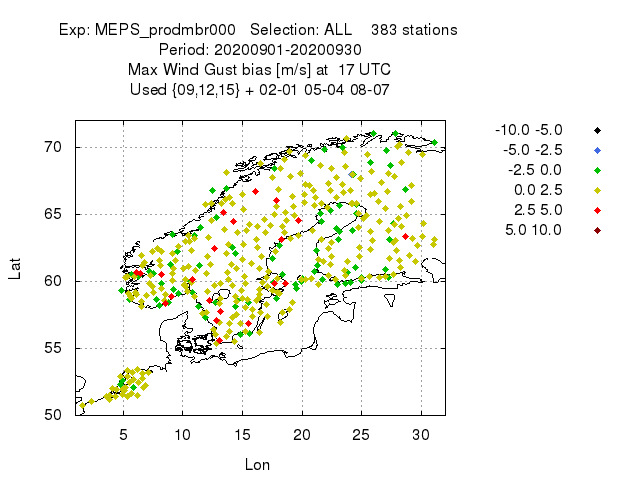 Exp: MEPS_prodmbr000 Selection: ALL 383 stations
Period: 20200901-20200930
Max Wind Gust bias [m/s] at 17 UTC
Used {09,12,15} + 02-01 05-04 08-07
-10.0 -5.0
-5.0 -2.5
-2.5 0.0
0.0 2.5
2.5 5.0
5.0 10.0
70
65
60
55
50
Lat
5 10 15 20 25 30
Lon